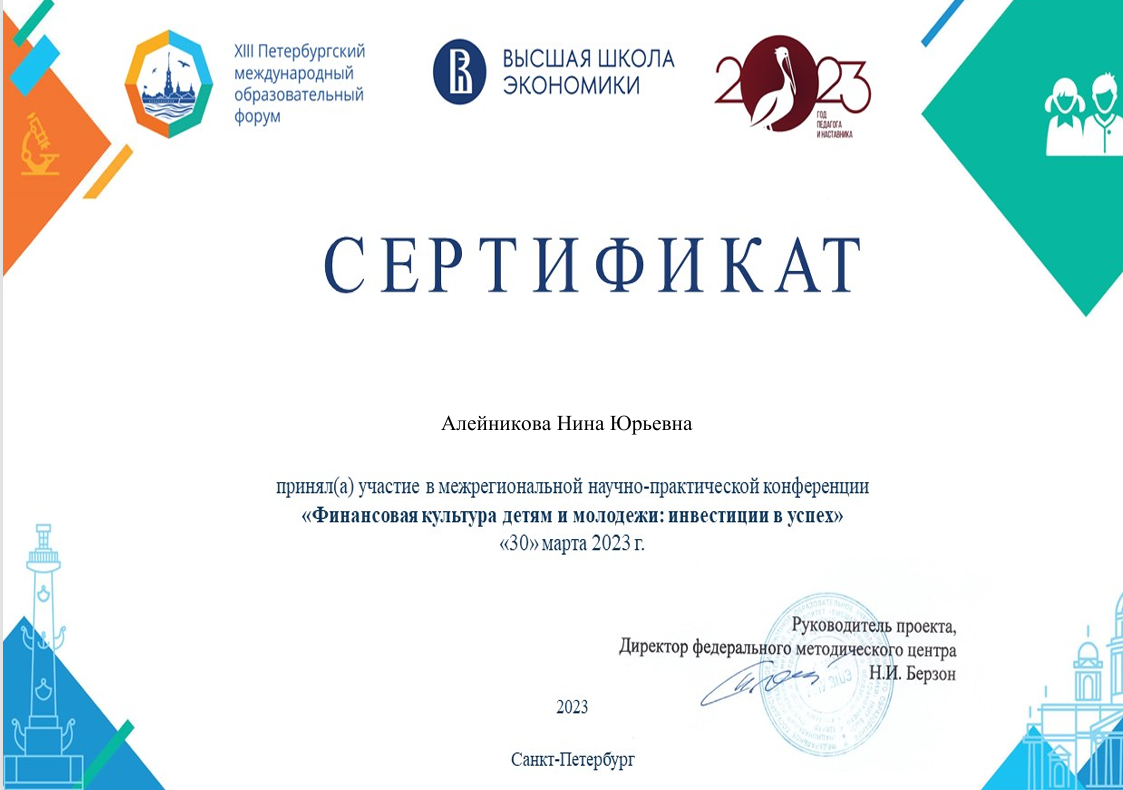 XIII Петербургский
международный
образовательный
форум
ВЫСШАЯ ШКОЛА
ЭКОНОМИКИ
2023
ГОД
ПЕДАГОГА
И НАСТАВНИКА
СЕРТИФИКАТ
Алейникова Нина Юрьевна
принял(а) участие в межрегиональной научно-практической конференции
«Финансовая культура детям и молодежи: инвестиции в успех»
«30» марта 2023 г.
Руководитель проекта,
Директор федерального методического центра
Н.И. Берзон
2023
Санкт-Петербург